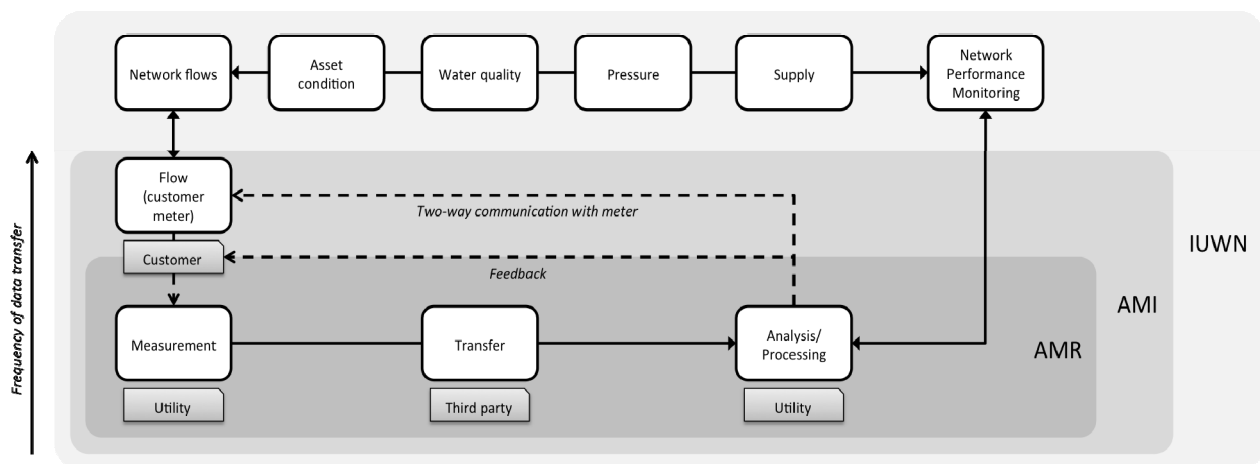 Network flows
Asset
condition
Water quality
Pressure
Supply
Network
Performance
Monitoring
Flow
(customer
meter)
Two-way communication with meter
IUWN
Customer
Feedback
AMI
Measurement
Transfer
Analysis/
Processing
AMR
Utility
Third party
Utility
Frequency of data transfer